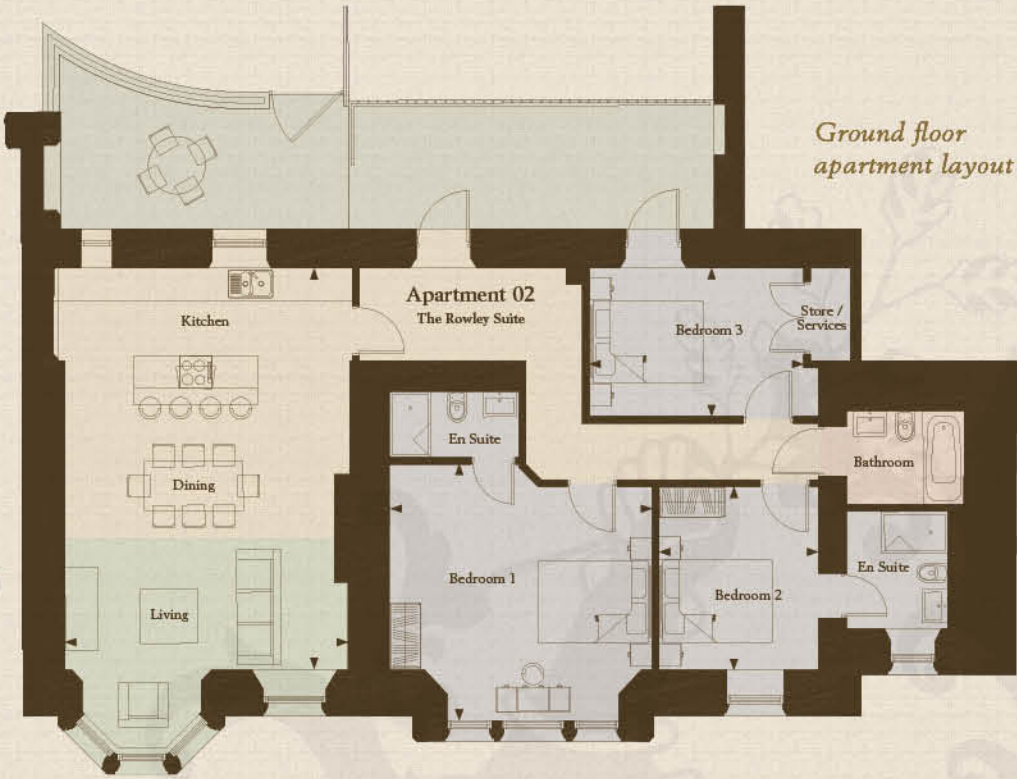 Ground floor
apartment layout
Apartment 02
The Rowley Suite
Kitchen
Bedroom 3
Store /
Services
En Suite
Bathroom
Dining
En Suite
Bedroom 1
Bedroom 2
Living